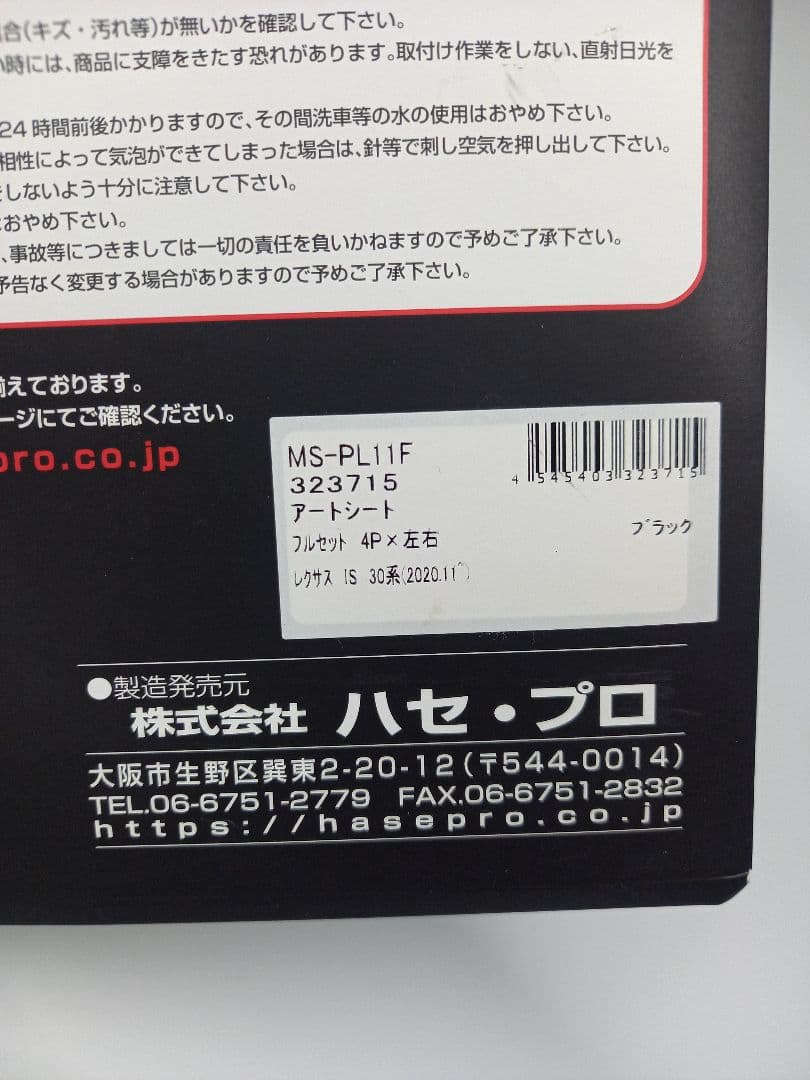 合(キズ・汚れ等)が無いかを確認して下さい。
い時には、商品に支障をきたす恐れがあります。取付け作業をしない、直射日光を
24時間前後かかりますので、その間洗車等の水の使用はおやめ下さい。
相性によって気泡ができてしまった場合は、針等で刺し空気を押し出して下さい。
をしないよう十分に注意して下さい。
はおやめ下さい。
、事故等につきましては一切の責任を負いかねますので予めご了承下さい。
予告なく変更する場合がありますので予めご了承下さい。
揃えております。
ージにてご確認ください。
pro.co.jp
MS-PL11F
323715
4 545403 323715
アートシート
フルセット 4P×左右
ブラック
レクサス IS 30系(2020.11~)
●製造発売元
株式会社 ハセ・プロ
大阪市生野区巽東2-20-12(〒544-0014)
TEL.06-6751-2779 FAX.06-6751-2832
https://hasepro.co.jp